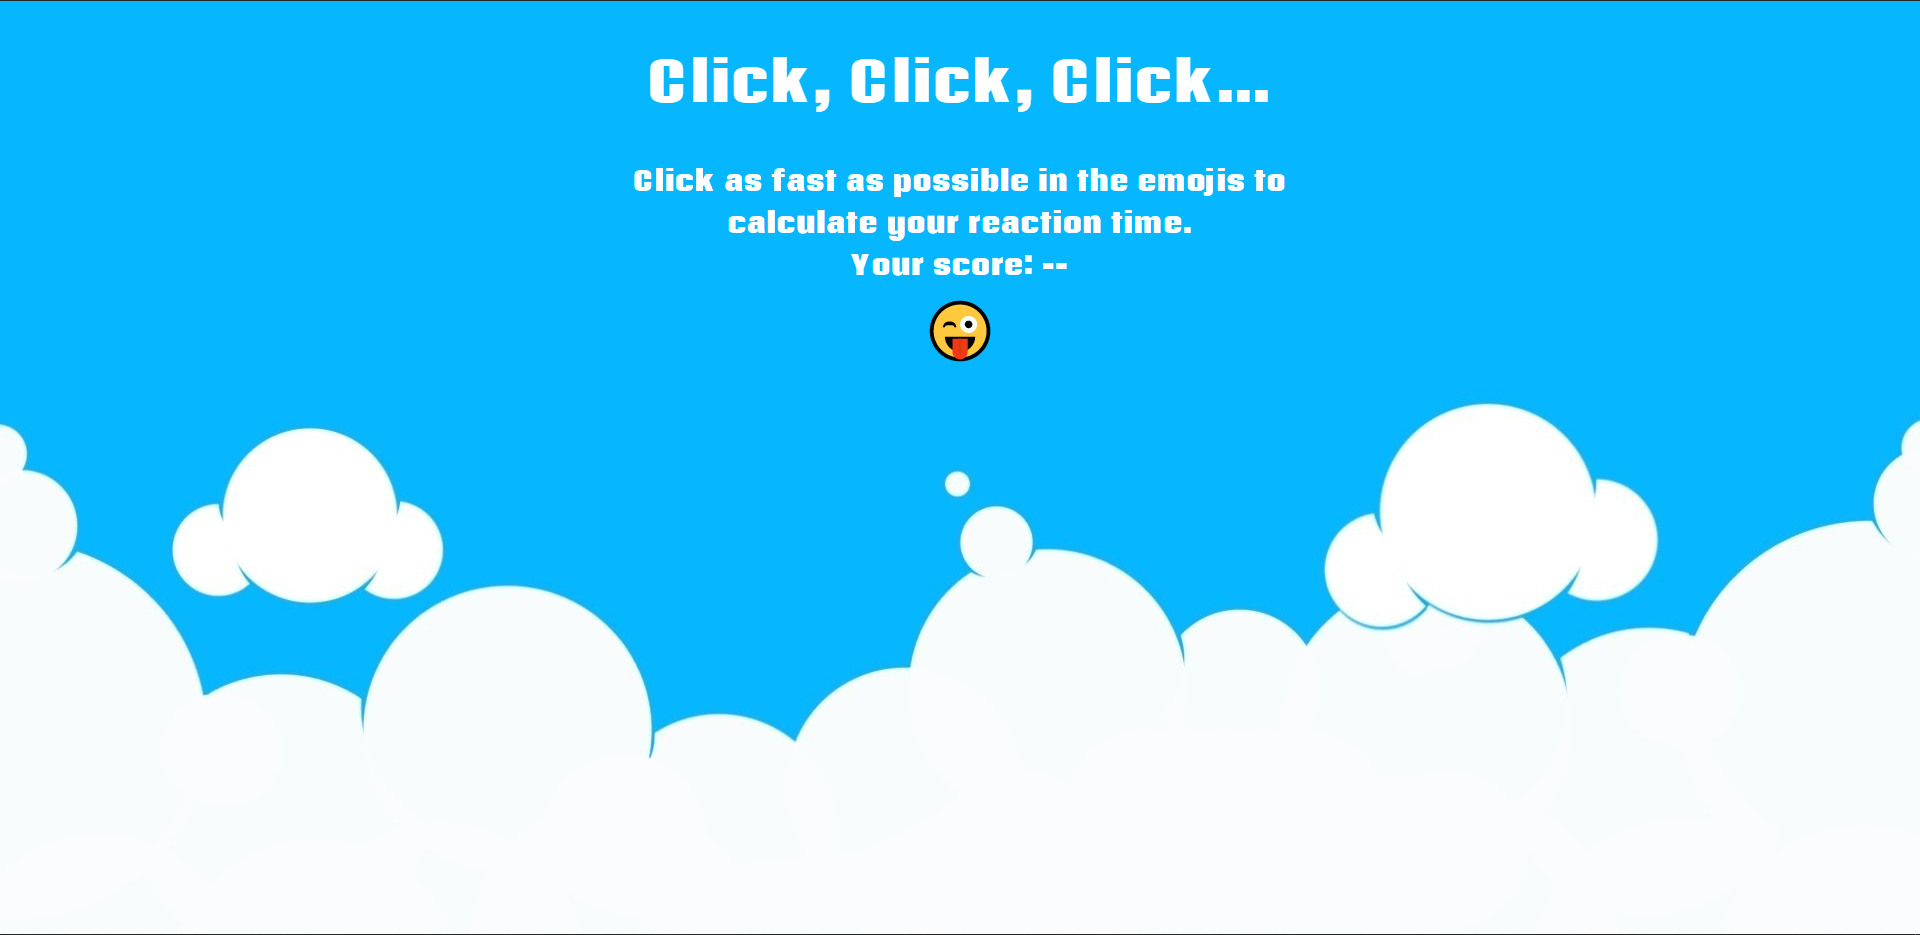 Click, Click, Click...
Click as fast as possible in the emojis to
calculate your reaction time.
Your score: --